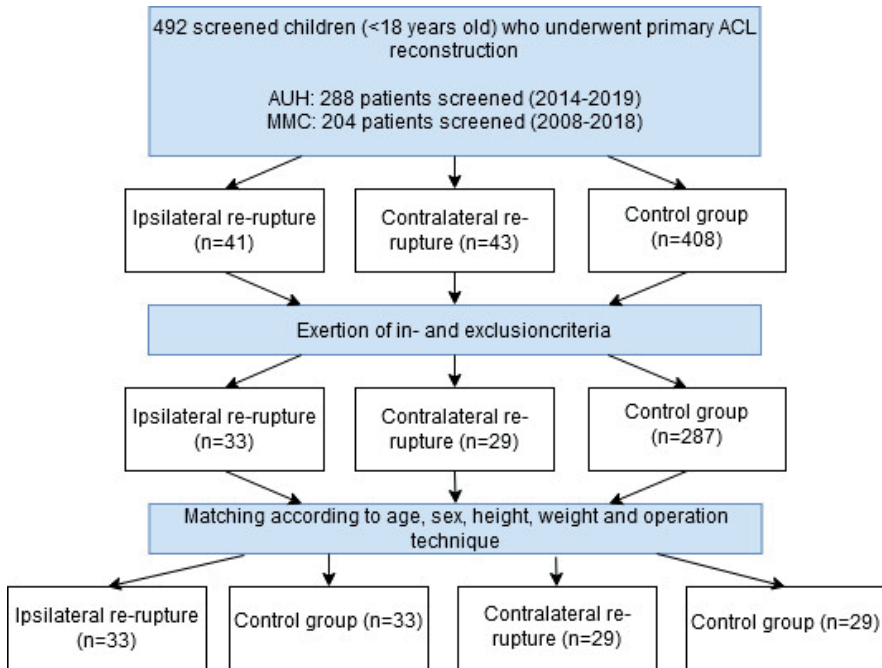 492 screened children (<18 years old) who underwent primary ACL
reconstruction
AUH: 288 patients screened (2014-2019)
MMC: 204 patients screened (2008-2018)
Ipsilateral re-rupture
(n=41)
Contralateral re-
rupture (n=43)
Control group
(n=408)
Exertion of in- and exclusioncriteria
Ipsilateral re-rupture
(n=33)
Contralateral re-
rupture (n=29)
Control group
(n=287)
Matching according to age, sex, height, weight and operation
technique
Ipsilateral re-rupture
(n=33)
Control group (n=33)
Contralateral re-
rupture (n=29)
Control group (n=29)